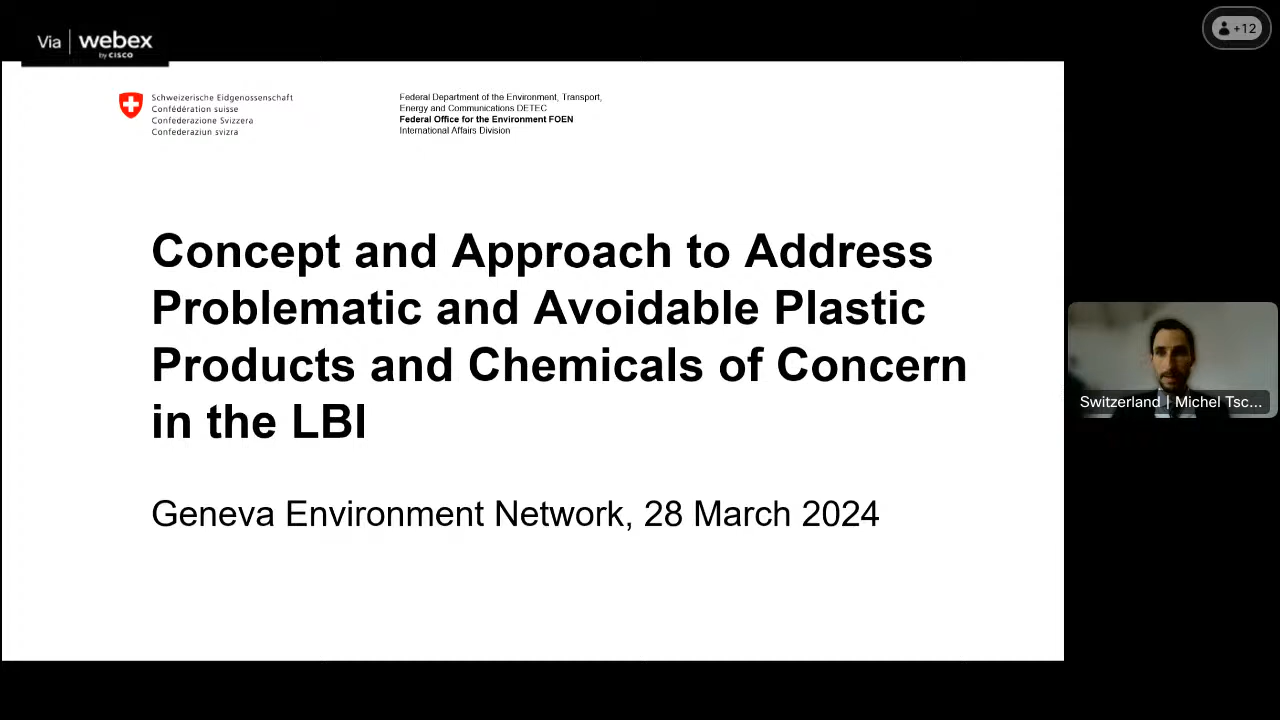 Via webex
by CISCO
+12
Schweizerische Eidgenossenschaft
Confédération suisse
Confederazione Svizzera
Confederaziun svizra
Federal Department of the Environment, Transport,
Energy and Communications DETEC
Federal Office for the Environment FOEN
International Affairs Division
Concept and Approach to Address
Problematic and Avoidable Plastic
Products and Chemicals of Concern
in the LBI
Geneva Environment Network, 28 March 2024
Switzerland | Michel Tsc...